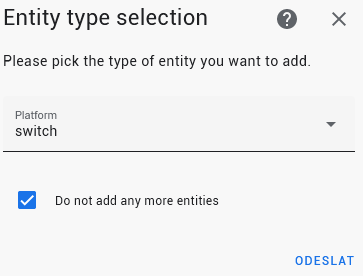 Entity type selection
Please pick the type of entity you want to add.
Platform
switch
Do not add any more entities
ODESLAT